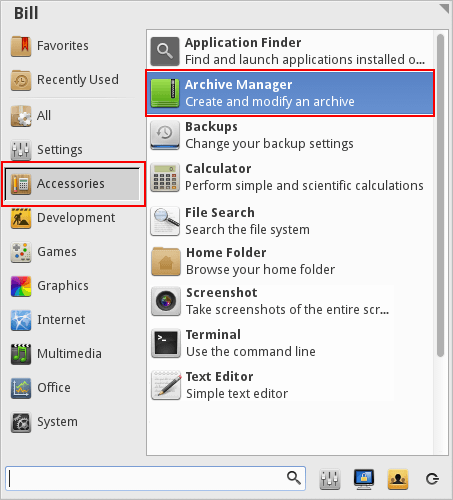 Bill
Favorites
Recently Used
All
Settings
Accessories
Development
Games
Graphics
Internet
Multimedia
Office
System
Application Finder
Find and launch applications installed o...
Archive Manager
Create and modify an archive
Backups
Change your backup settings
Calculator
Perform simple and scientific calculations
File Search
Search the file system
Home Folder
Browse your home folder
Screenshot
Take screenshots of the entire scr...
Terminal
Use the command line
Text Editor
Simple text editor